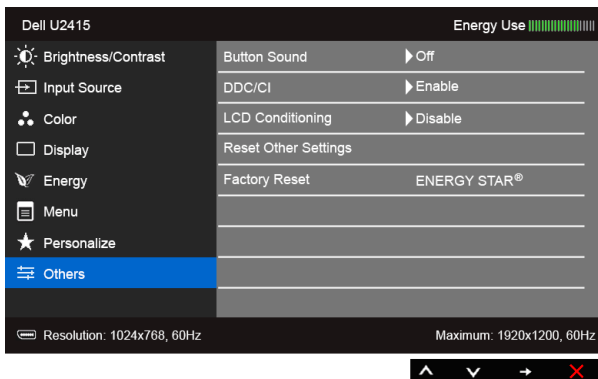 Dell U2415 Energy Use
Brightness/Contrast Button Sound Off
Input Source DDC/CI Enable
Color LCD Conditioning Disable
Display Reset Other Settings
Energy Factory Reset ENERGY STAR®
Menu
Personalize
Others
Resolution: 1024x768, 60Hz Maximum: 1920x1200, 60Hz